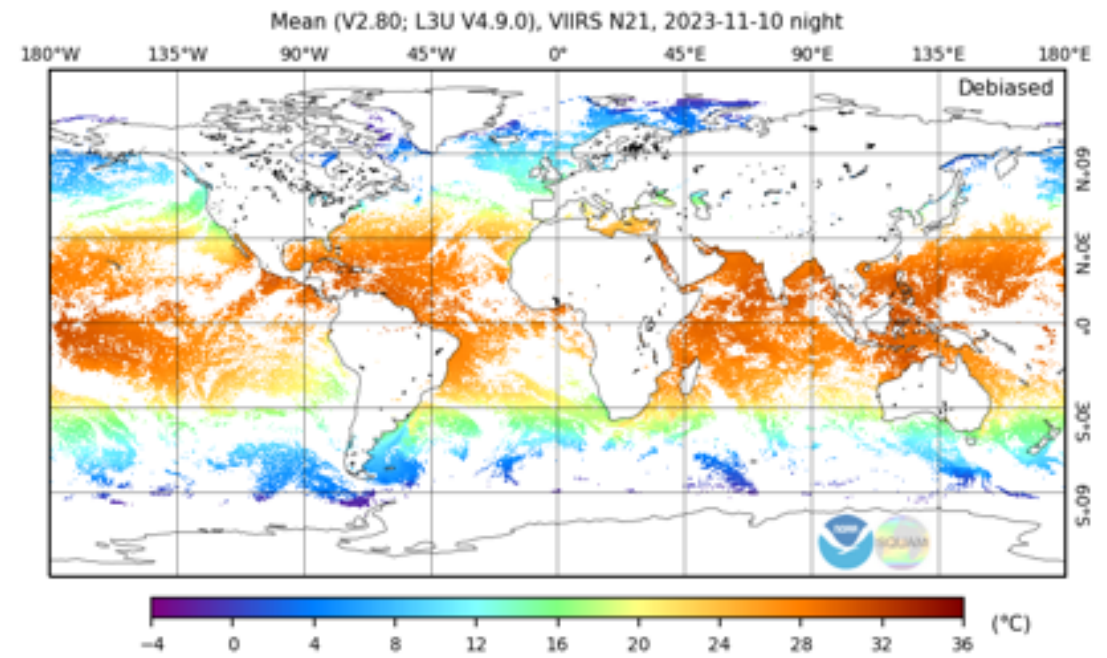 Mean (V2.80; L3U V4.9.0), VIIRS N21, 2023-11-10 night
180°W 135°W 90°W 45°W 0° 45°E 90°E 135°E 180°E
Debiased
60°N
30°N
0°
30°S
60°S
NOAA SQUAM
−4 0 4 8 12 16 20 24 28 32 36 (°C)